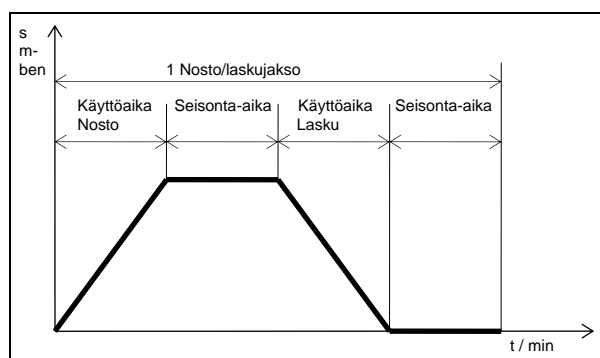 s
m-
ben
1 Nosto/laskujakso
Käyttöaika
Nosto
Seisonta-aika
Käyttöaika
Lasku
Seisonta-aika
t / min